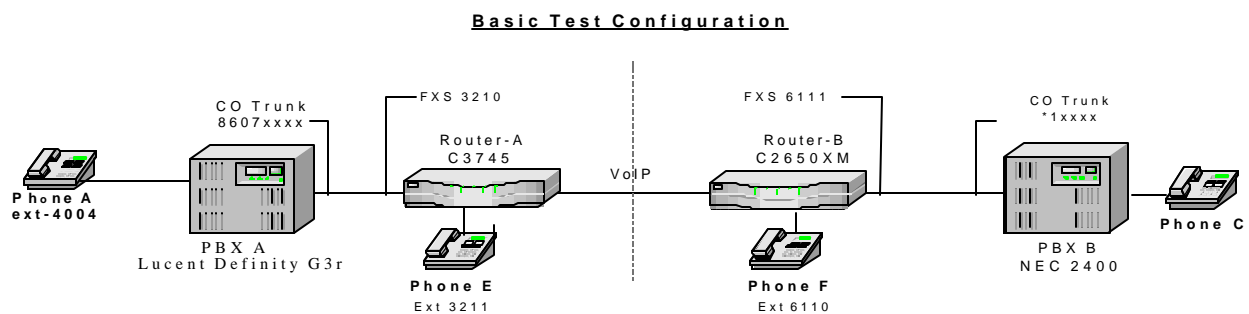 Basic Test Configuration
FXS 3210
FXS 6111
CO Trunk
8607xxxx
CO Trunk
*1xxxx
Router-A
C3745
Router-B
C2650XM
VoIP
Phone A
ext-4004
Phone C
PBX A
Lucent Definity G3r
PBX B
NEC 2400
Phone E
Ext 3211
Phone F
Ext 6110